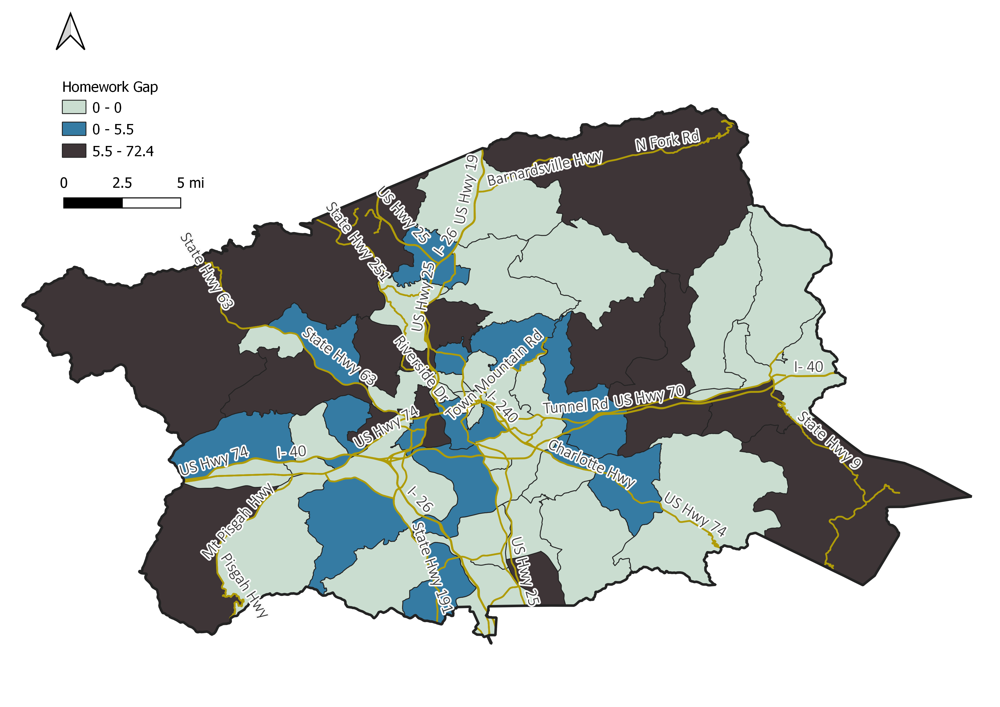 Homework Gap
0 - 0
0 - 5.5
5.5 - 72.4
0 2.5 5 mi
N Fork Rd
Barnardsville Hwy
US Hwy 19
US Hwy 25
State Hwy 251
I- 26
State Hwy 63
US Hwy 25
State Hwy 63
Riverside Dr
Town Mountain Rd
I- 40
I- 240
Tunnel Rd
US Hwy 70
US Hwy 74
State Hwy 9
I- 40
US Hwy 74
Charlotte Hwy
I- 26
US Hwy 74
Mt Pisgah Hwy
State Hwy 191
US Hwy 25
Pisgah Hwy